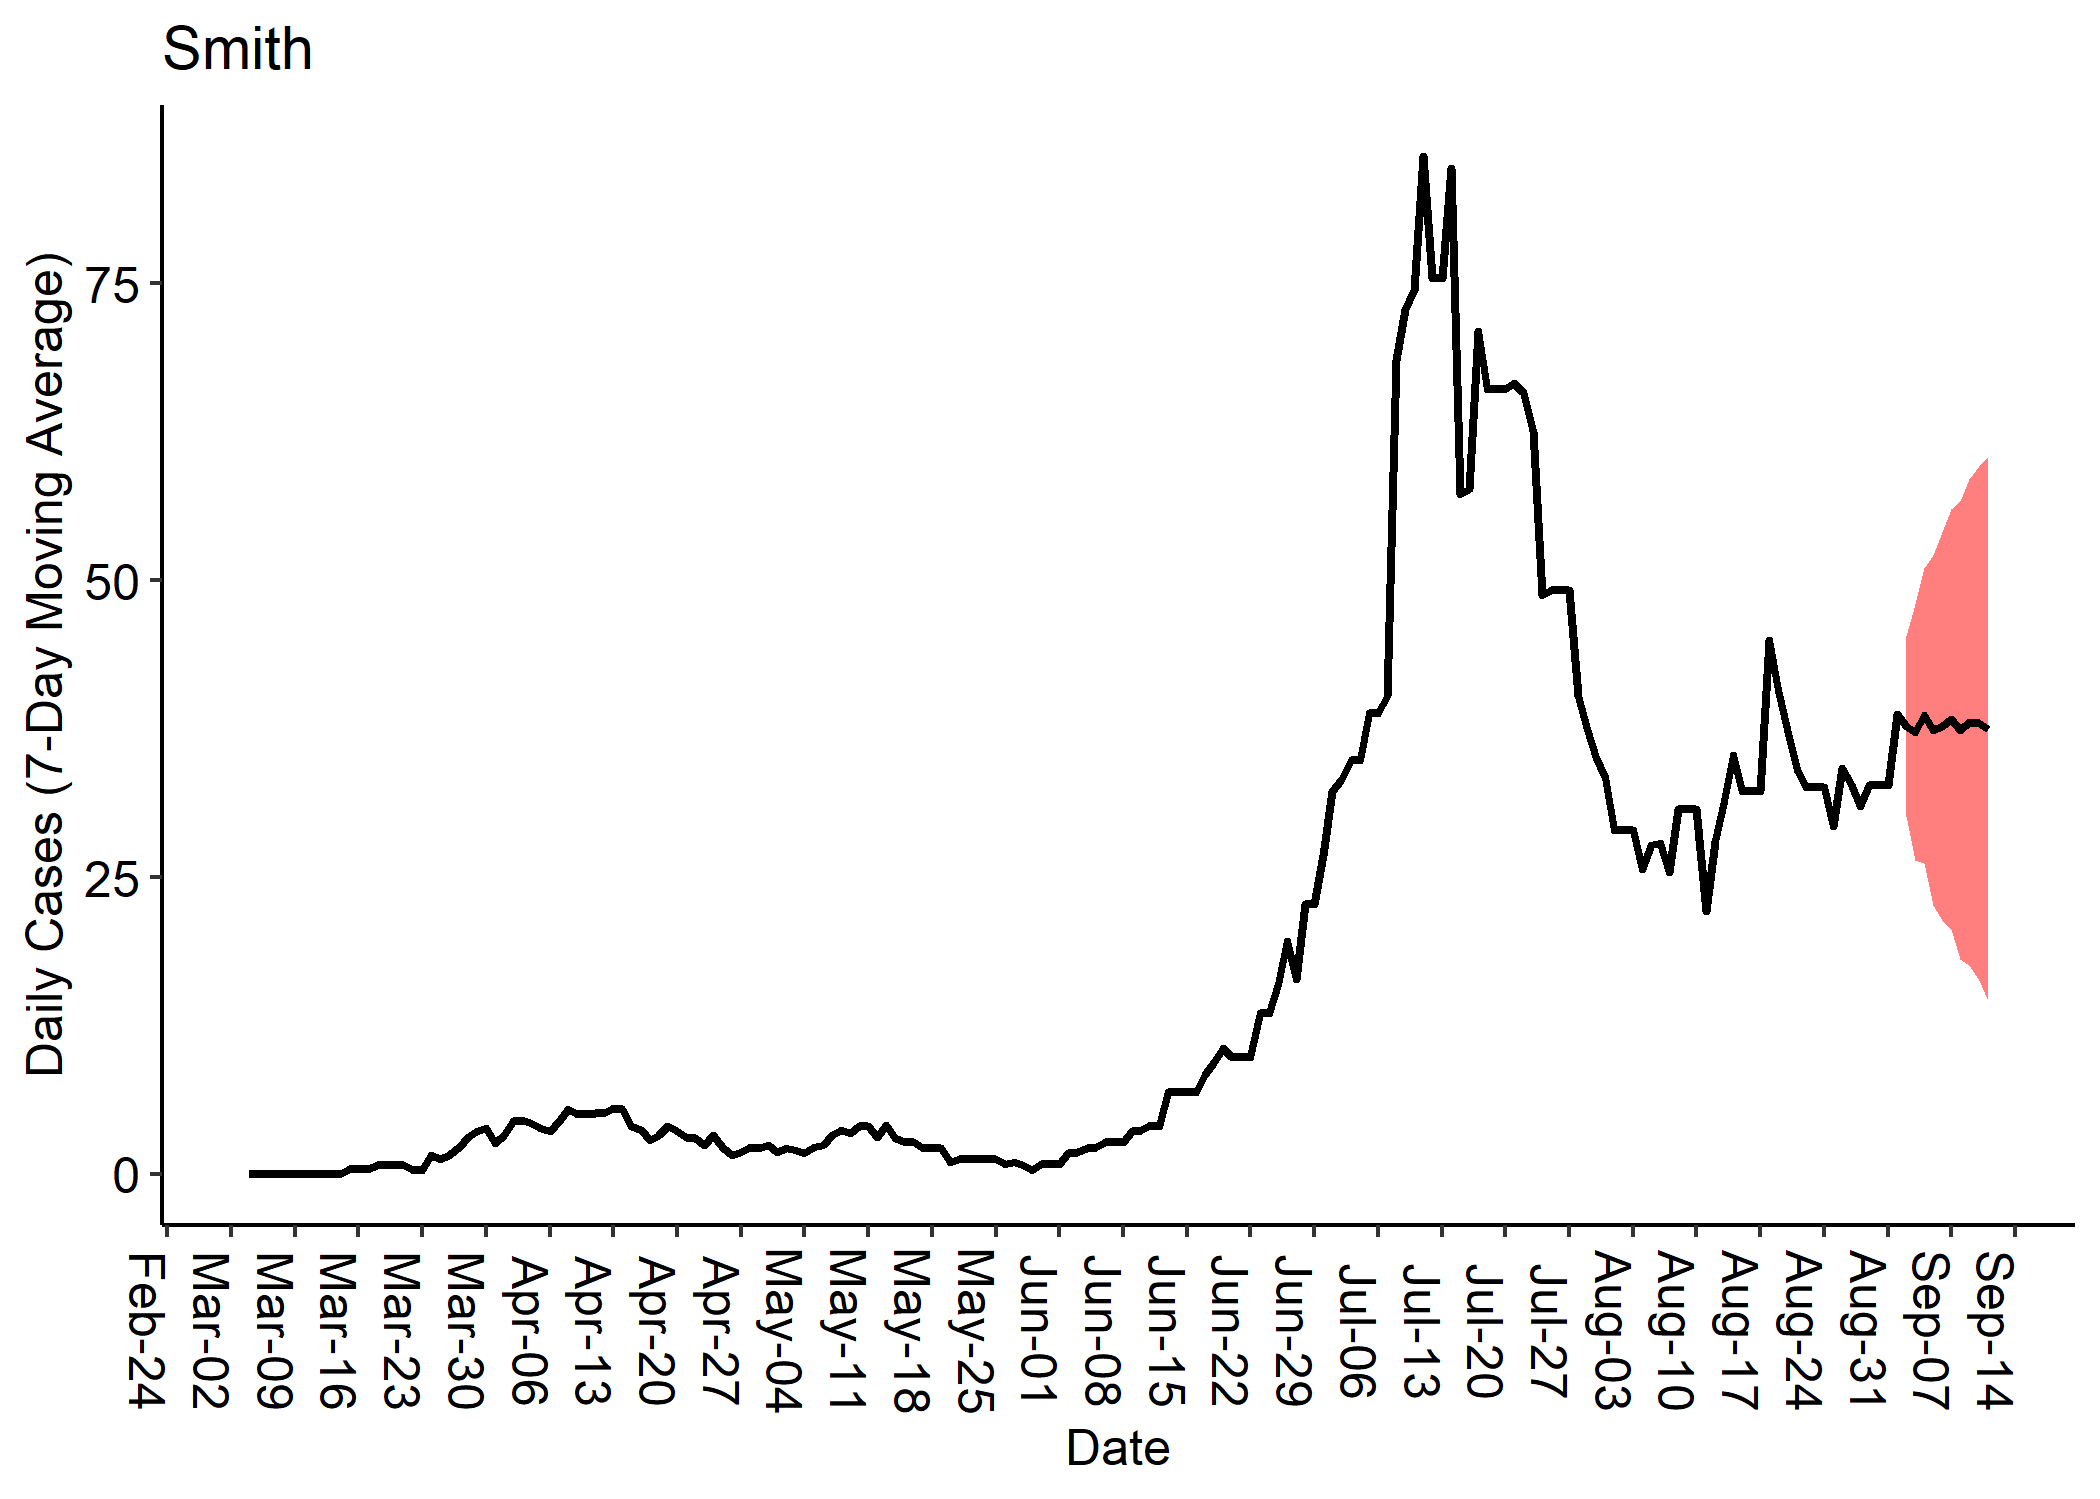 Smith
Daily Cases (7-Day Moving Average)
75
50
25
0
Feb-24
Mar-02
Mar-09
Mar-16
Mar-23
Mar-30
Apr-06
Apr-13
Apr-20
Apr-27
May-04
May-11
May-18
May-25
Jun-01
Jun-08
Jun-15
Jun-22
Jun-29
Jul-06
Jul-13
Jul-20
Jul-27
Aug-03
Aug-10
Aug-17
Aug-24
Aug-31
Sep-07
Sep-14
Date